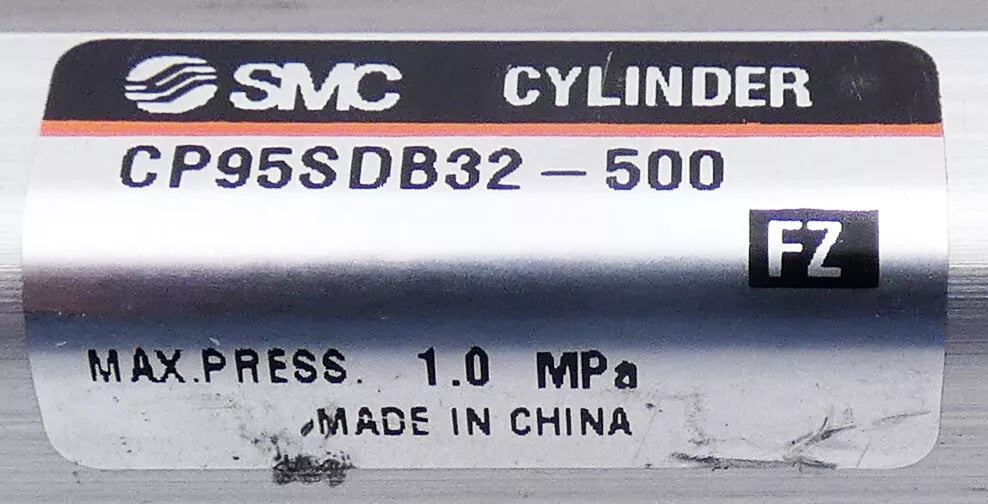 SMC CYLINDER
CP95SDB32-500
FZ
MAX.PRESS. 1.0 MPa
MADE IN CHINA